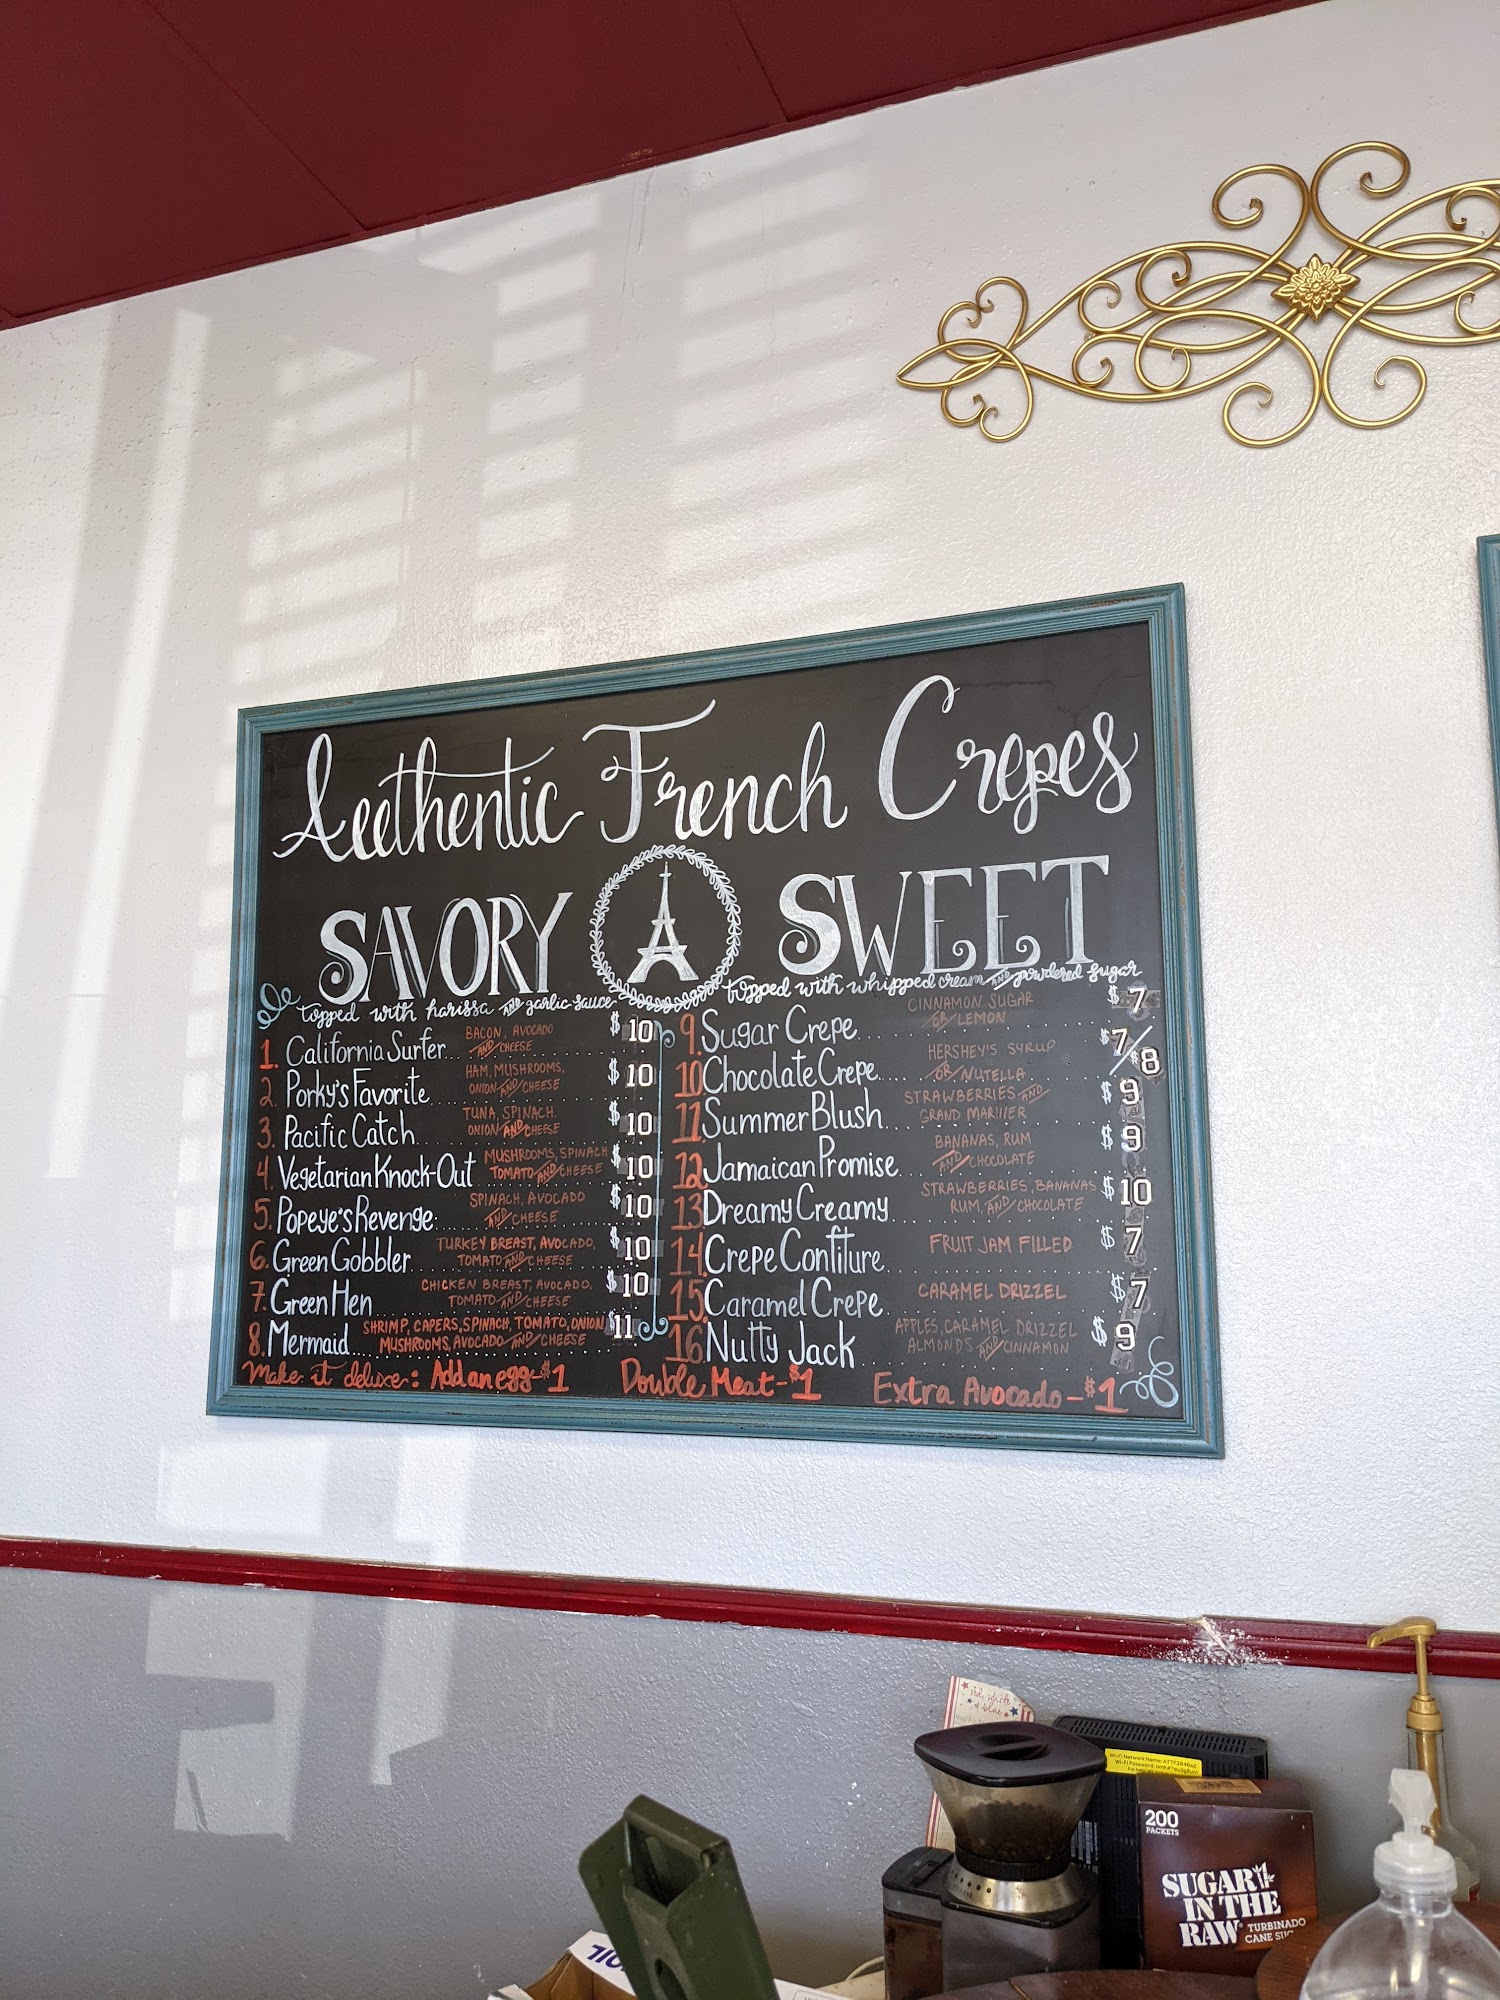 Authentic French Crepes
SAVORY
topped with harissa AND garlic sauce
1. California Surfer BACON, AVOCADO AND CHEESE $10
2. Porky's Favorite HAM, MUSHROOMS, ONION AND CHEESE $10
3. Pacific Catch TUNA, SPINACH, ONION AND CHEESE $10
4. Vegetarian Knock-Out MUSHROOMS, SPINACH TOMATO AND CHEESE $10
5. Popeye's Revenge SPINACH, AVOCADO AND CHEESE $10
6. Green Gobbler TURKEY BREAST, AVOCADO, TOMATO AND CHEESE $10
7. Green Hen CHICKEN BREAST, AVOCADO, TOMATO AND CHEESE $10
8. Mermaid SHRIMP, CAPERS, SPINACH, TOMATO, ONION MUSHROOMS, AVOCADO AND CHEESE $11
SWEET
topped with whipped cream AND powdered sugar
9. Sugar Crepe CINNAMON SUGAR OR LEMON $7
10. Chocolate Crepe HERSHEY'S SYRUP OR NUTELLA $7/$8
11. Summer Blush STRAWBERRIES AND GRAND MARINER $9
12. Jamaican Promise BANANAS, RUM AND CHOCOLATE $9
13. Dreamy Creamy STRAWBERRIES, BANANAS RUM, AND CHOCOLATE $10
14. Crepe Confiture FRUIT JAM FILLED $7
15. Caramel Crepe CARAMEL DRIZZEL $7
16. Nutty Jack APPLES, CARAMEL DRIZZEL ALMONDS AND CINNAMON $9
Make it deluxe: Add an egg-$1 Double Meat-$1 Extra Avocado-$1
red, white
& blue
200
PACKETS
SUGAR
IN THE
RAW®
TURBINADO
CANE